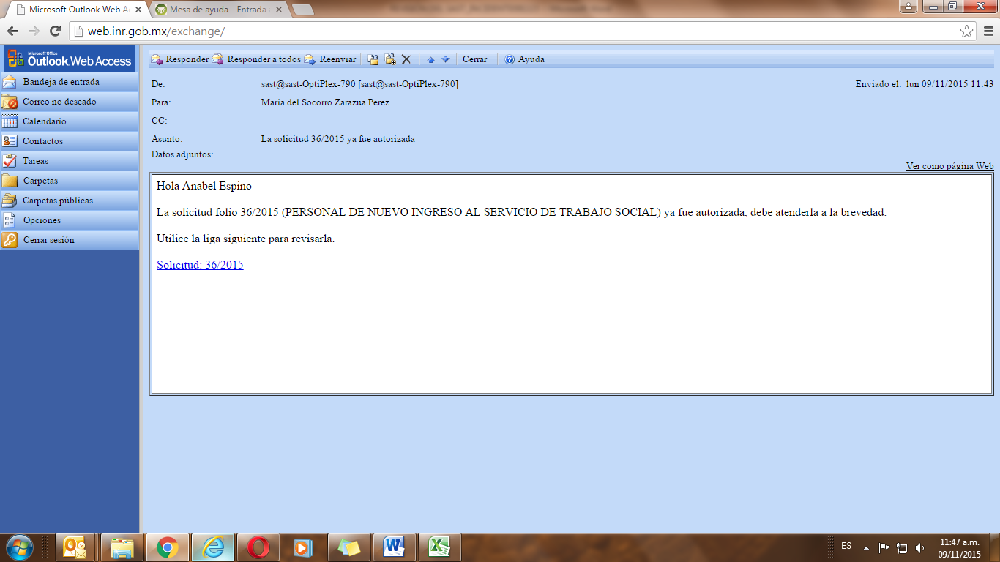 Microsoft Outlook Web A
Mesa de ayuda - Entrada
web.inr.gob.mx/exchange/
Microsoft Office
Outlook Web Access
Bandeja de entrada
Correo no deseado
Calendario
Contactos
Tareas
Carpetas
Carpetas públicas
Opciones
Cerrar sesión
Responder Responder a todos Reenviar Cerrar Ayuda
De: sast@sast-OptiPlex-790 [sast@sast-OptiPlex-790] Enviado el: lun 09/11/2015 11:43
Para: Maria del Socorro Zarazua Perez
CC:
Asunto: La solicitud 36/2015 ya fue autorizada
Datos adjuntos:
Ver como página Web
Hola Anabel Espino
La solicitud folio 36/2015 (PERSONAL DE NUEVO INGRESO AL SERVICIO DE TRABAJO SOCIAL) ya fue autorizada, debe atenderla a la brevedad.
Utilice la liga siguiente para revisarla.
Solicitud: 36/2015
ES
11:47 a.m.
09/11/2015